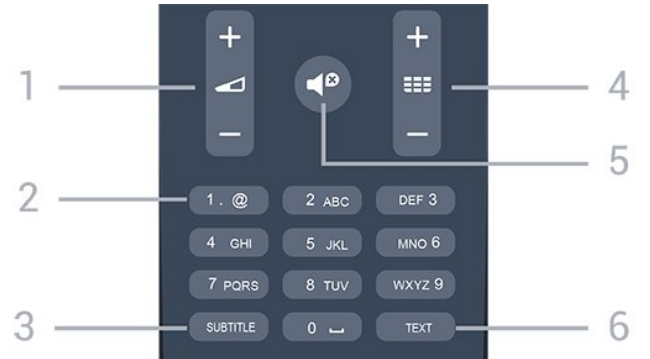 + +
1 4
- -
5
2 1 . @ 2 ABC DEF 3
4 GHI 5 JKL MNO 6
7 PQRS 8 TUV WXYZ 9
3 SUBTITLE 0 ⎵ TEXT 6